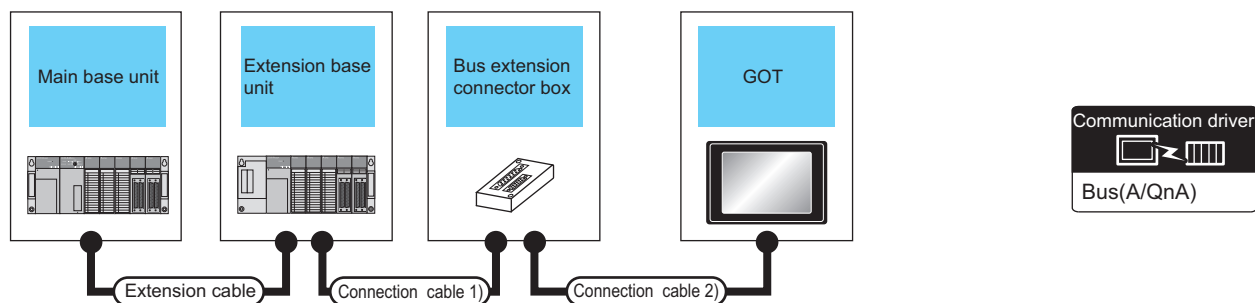 Main base unit
Extension base
unit
Bus extension
connector box
GOT
Communication driver
Bus(A/QnA)
Extension cable
Connection cable 1)
Connection cable 2)